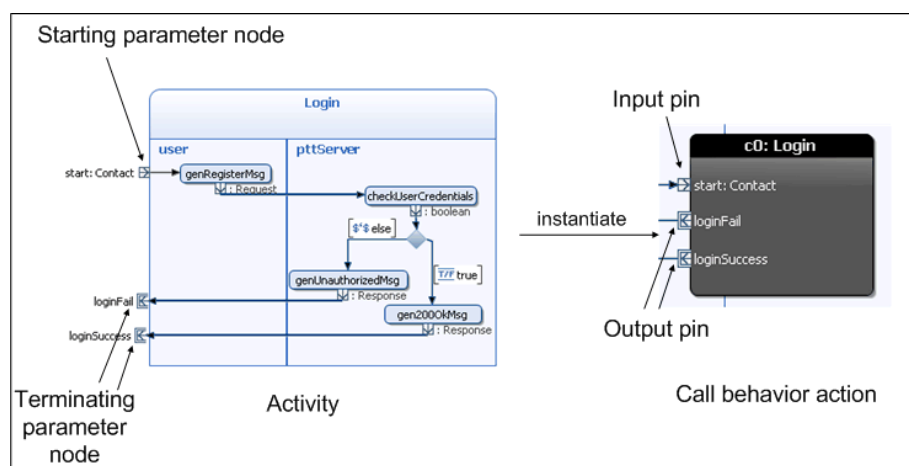 Starting parameter node
Login
user
pttServer
start: Contact
genRegisterMsg
: Request
checkUserCredentials
: boolean
else
T/F true
genUnauthorizedMsg
: Response
loginFail
gen200OkMsg
: Response
loginSuccess
Terminating
parameter
node
Activity
instantiate
Input pin
c0: Login
start: Contact
loginFail
loginSuccess
Output pin
Call behavior action